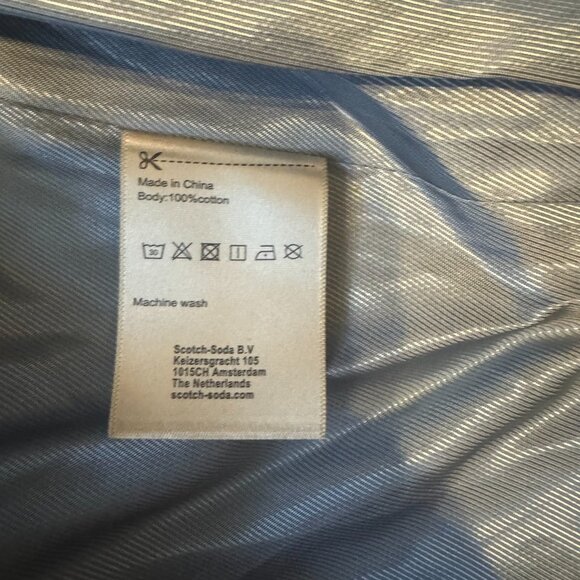 Made in China
Body:100%cotton
30
Machine wash
Scotch-Soda B.V
Keizersgracht 105
1015CH Amsterdam
The Netherlands
scotch-soda.com